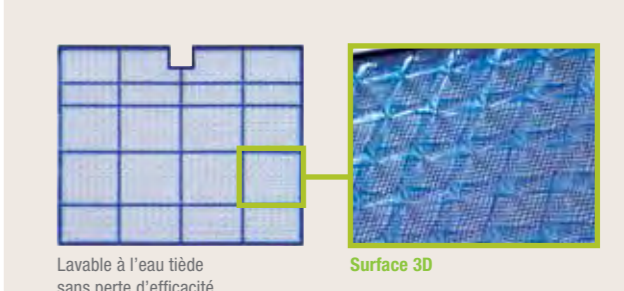 Lavable à l'eau tiède
sans perte d'efficacité
Surface 3D